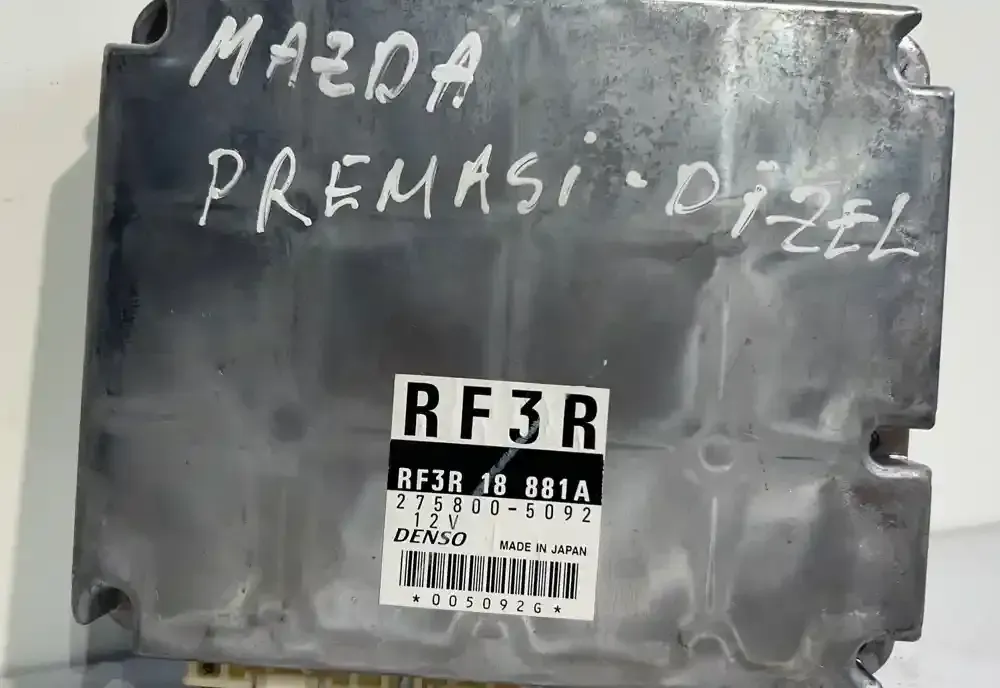 MAZDA
PREMASi · DİZEL
RF3R
RF3R 18 881A
275800-5092
12V
DENSO MADE IN JAPAN
*005092G*